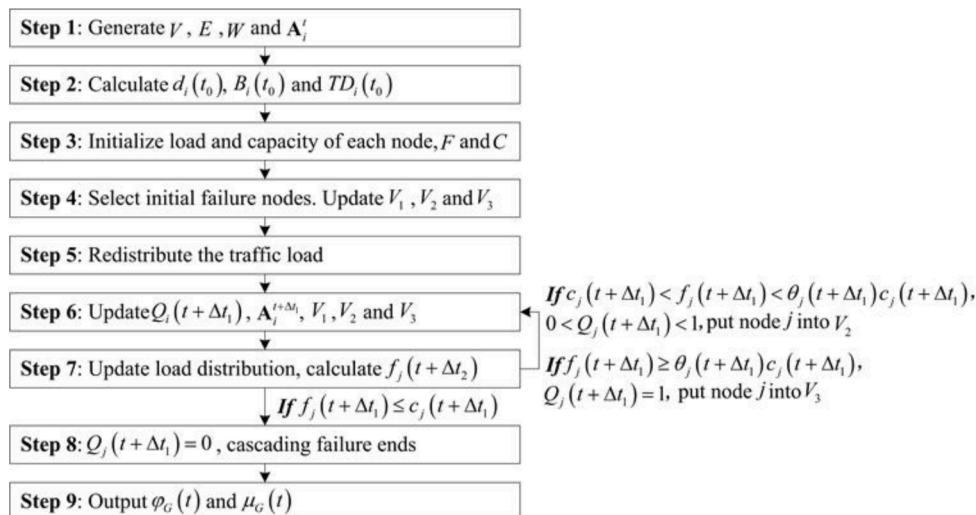 Step 1: Generate V , E ,W and A_i^t
Step 2: Calculate d_i(t_0), B_i(t_0) and TD_i(t_0)
Step 3: Initialize load and capacity of each node, F and C
Step 4: Select initial failure nodes. Update V_1 ,V_2 and V_3
Step 5: Redistribute the traffic load
Step 6: Update Q_i(t+Δt_1) , A_i^{t+Δt_1}, V_1,V_2 and V_3
Step 7: Update load distribution, calculate f_j(t+Δt_2)
If c_j(t+Δt_1)<f_j(t+Δt_1)<θ_j(t+Δt_1)c_j(t+Δt_1),
0<Q_j(t+Δt_1)<1, put node j into V_2
If f_j(t+Δt_1)≥θ_j(t+Δt_1)c_j(t+Δt_1),
Q_j(t+Δt_1)=1, put node j into V_3
If f_j(t+Δt_1)≤c_j(t+Δt_1)
Step 8: Q_j(t+Δt_1)=0 , cascading failure ends
Step 9: Output φ_G(t) and μ_G(t)